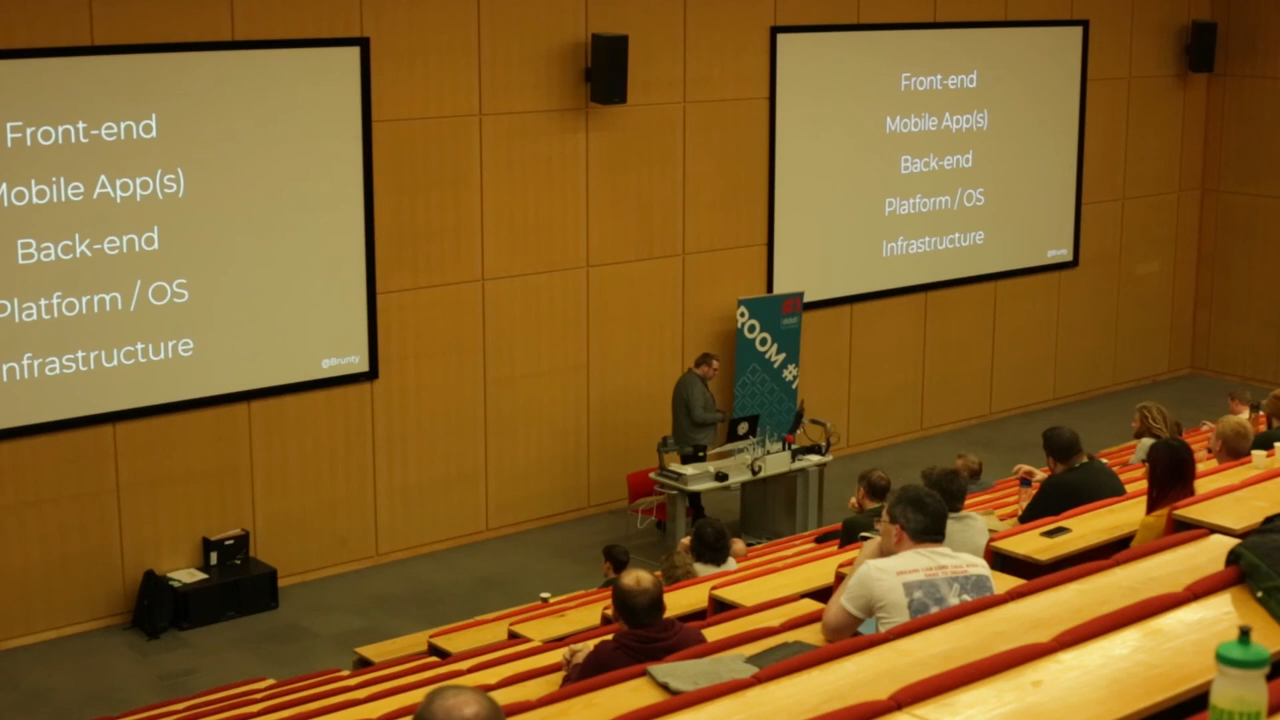 Front-end
Mobile App(s)
Back-end
Platform / OS
Infrastructure
@Brunty
Front-end
Mobile App(s)
Back-end
Platform / OS
Infrastructure
@Brunty
ROOM #1